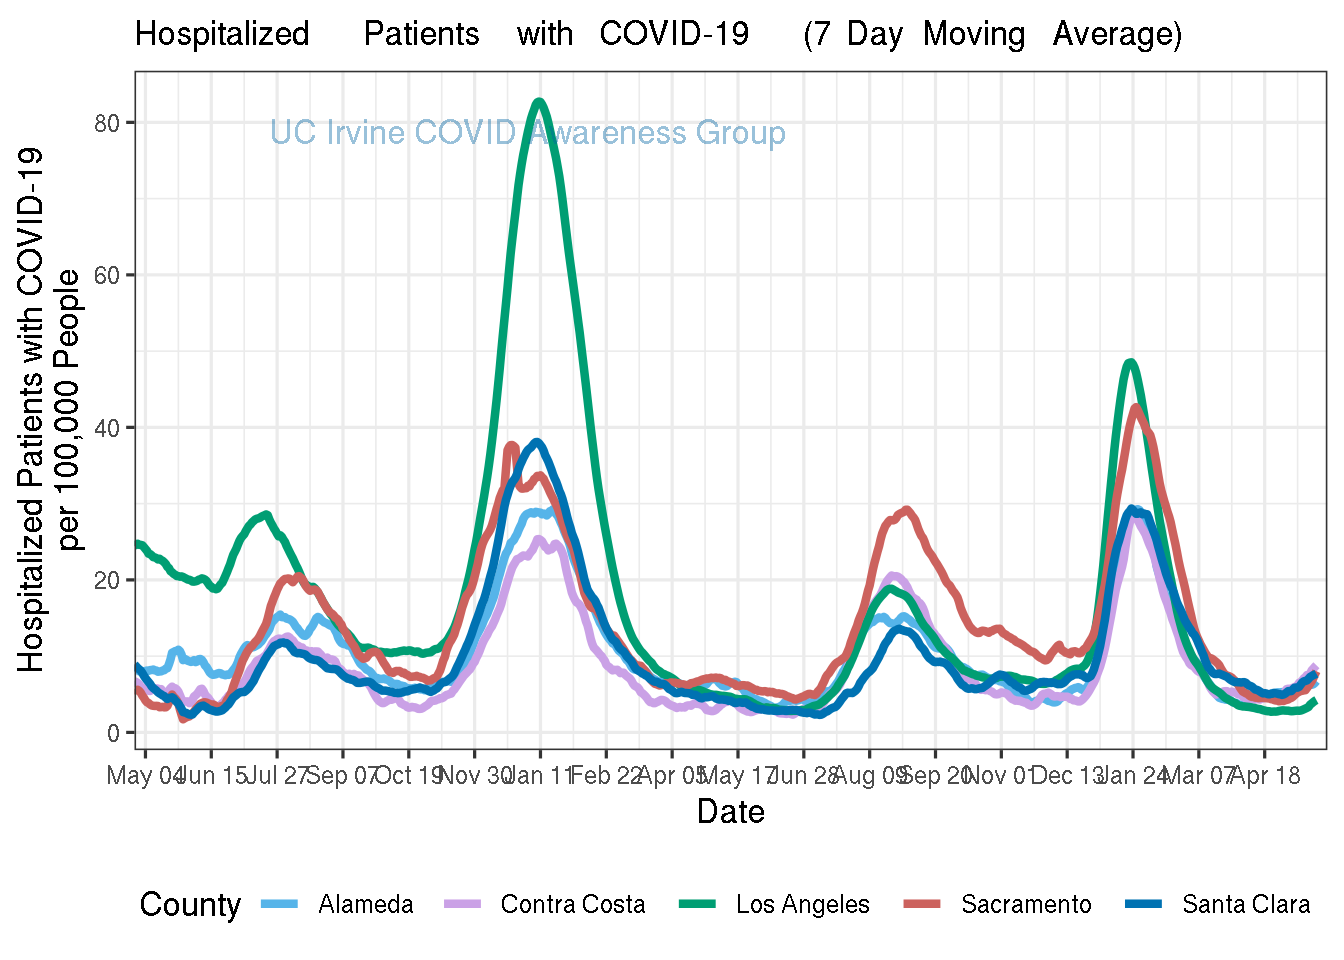 Hospitalized Patients with COVID-19 (7 Day Moving Average)
UC Irvine COVID Awareness Group
Hospitalized Patients with COVID-19
per 100,000 People
80
60
40
20
0
May 04 Jun 15 Jul 27 Sep 07 Oct 19 Nov 30 Jan 11 Feb 22 Apr 05 May 17 Jun 28 Aug 09 Sep 20 Nov 01 Dec 13 Jan 24 Mar 07 Apr 18
Date
County Alameda Contra Costa Los Angeles Sacramento Santa Clara